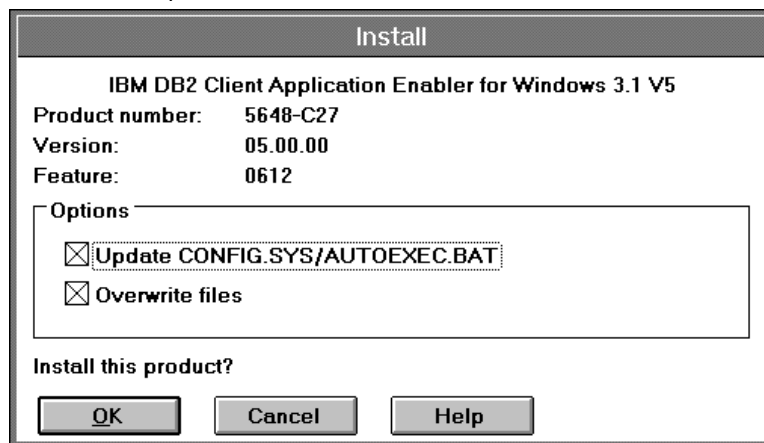 Install
IBM DB2 Client Application Enabler for Windows 3.1 V5
Product number: 5648-C27
Version: 05.00.00
Feature: 0612
Options
Update CONFIG.SYS/AUTOEXEC.BAT
Overwrite files
Install this product?
OK Cancel Help